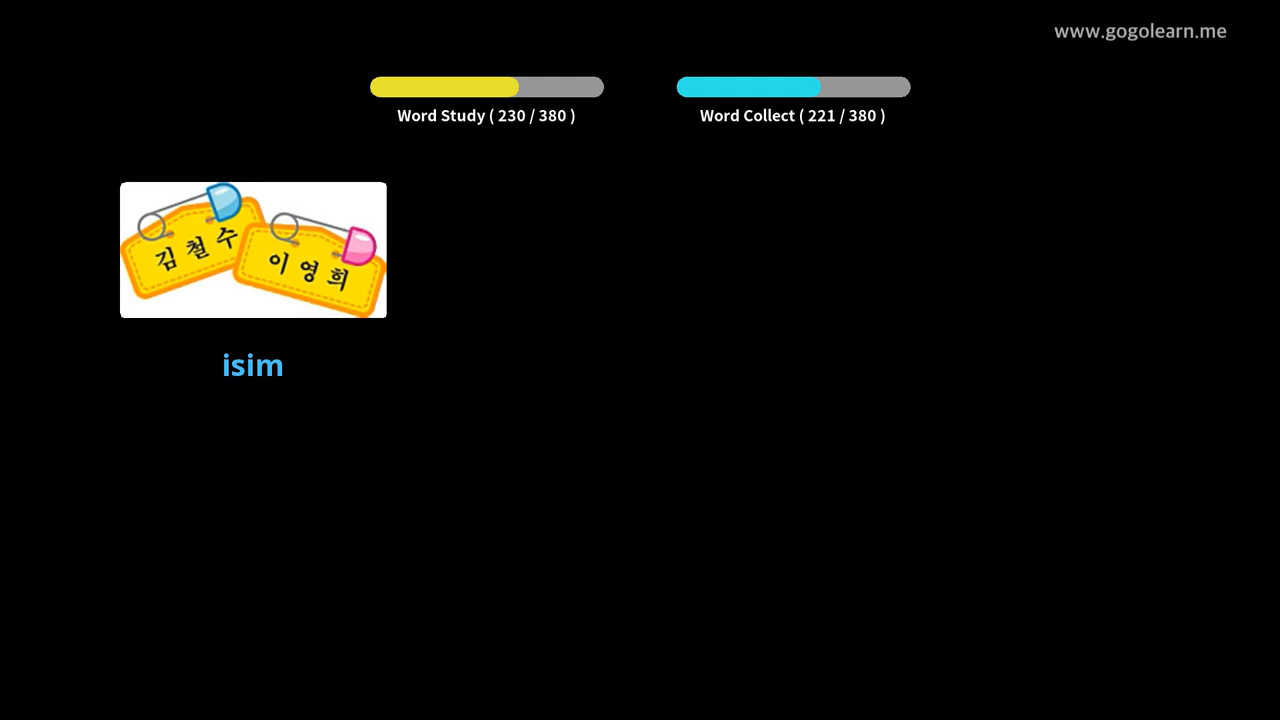 www.gogolearn.me
Word Study ( 230 / 380 )
Word Collect ( 221 / 380 )
김철수
이영희
isim